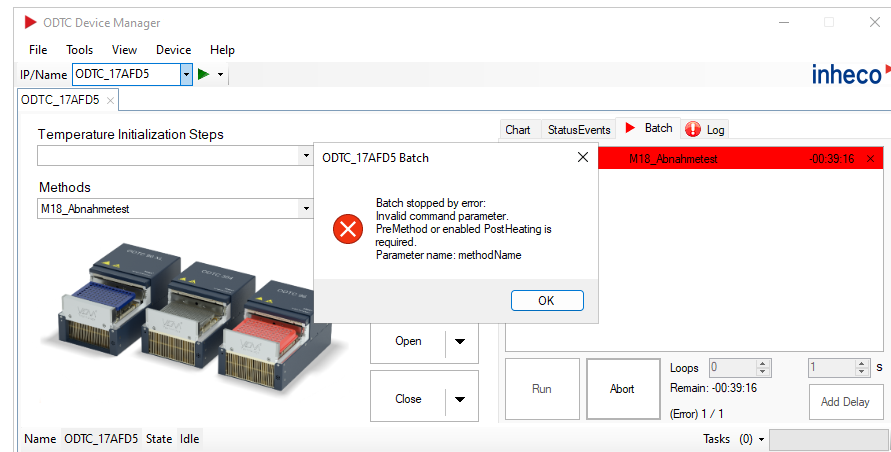 ODTC Device Manager
File Tools View Device Help
IP/Name ODTC_17AFD5
inheco
ODTC_17AFD5
Temperature Initialization Steps
Methods
M18_Abnahmetest
Chart StatusEvents Batch Log
M18_Abnahmetest -00:39:16
ODTC_17AFD5 Batch
Batch stopped by error:
Invalid command parameter.
PreMethod or enabled PostHeating is
required.
Parameter name: methodName
OK
Open
Close
Run
Abort
Loops 0 1 s
Remain: -00:39:16
(Error) 1 / 1
Add Delay
Name ODTC_17AFD5 State Idle
Tasks (0)